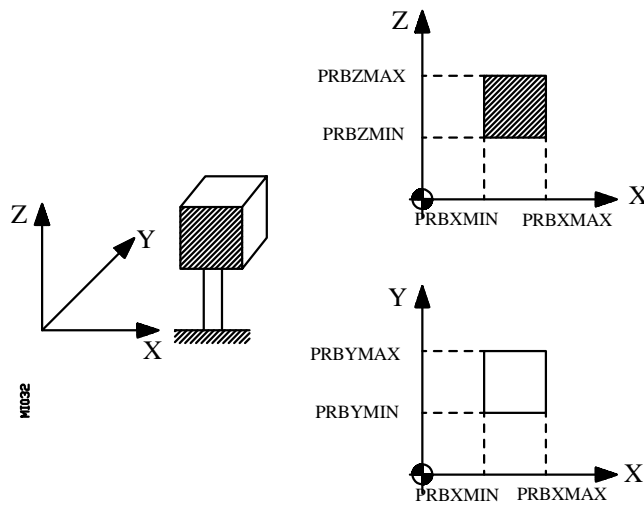 Z
Y
X
MI032
Z
PRBZMAX
PRBZMIN
X
PRBXMIN
PRBXMAX
Y
PRBYMAX
PRBYMIN
X
PRBXMIN
PRBXMAX